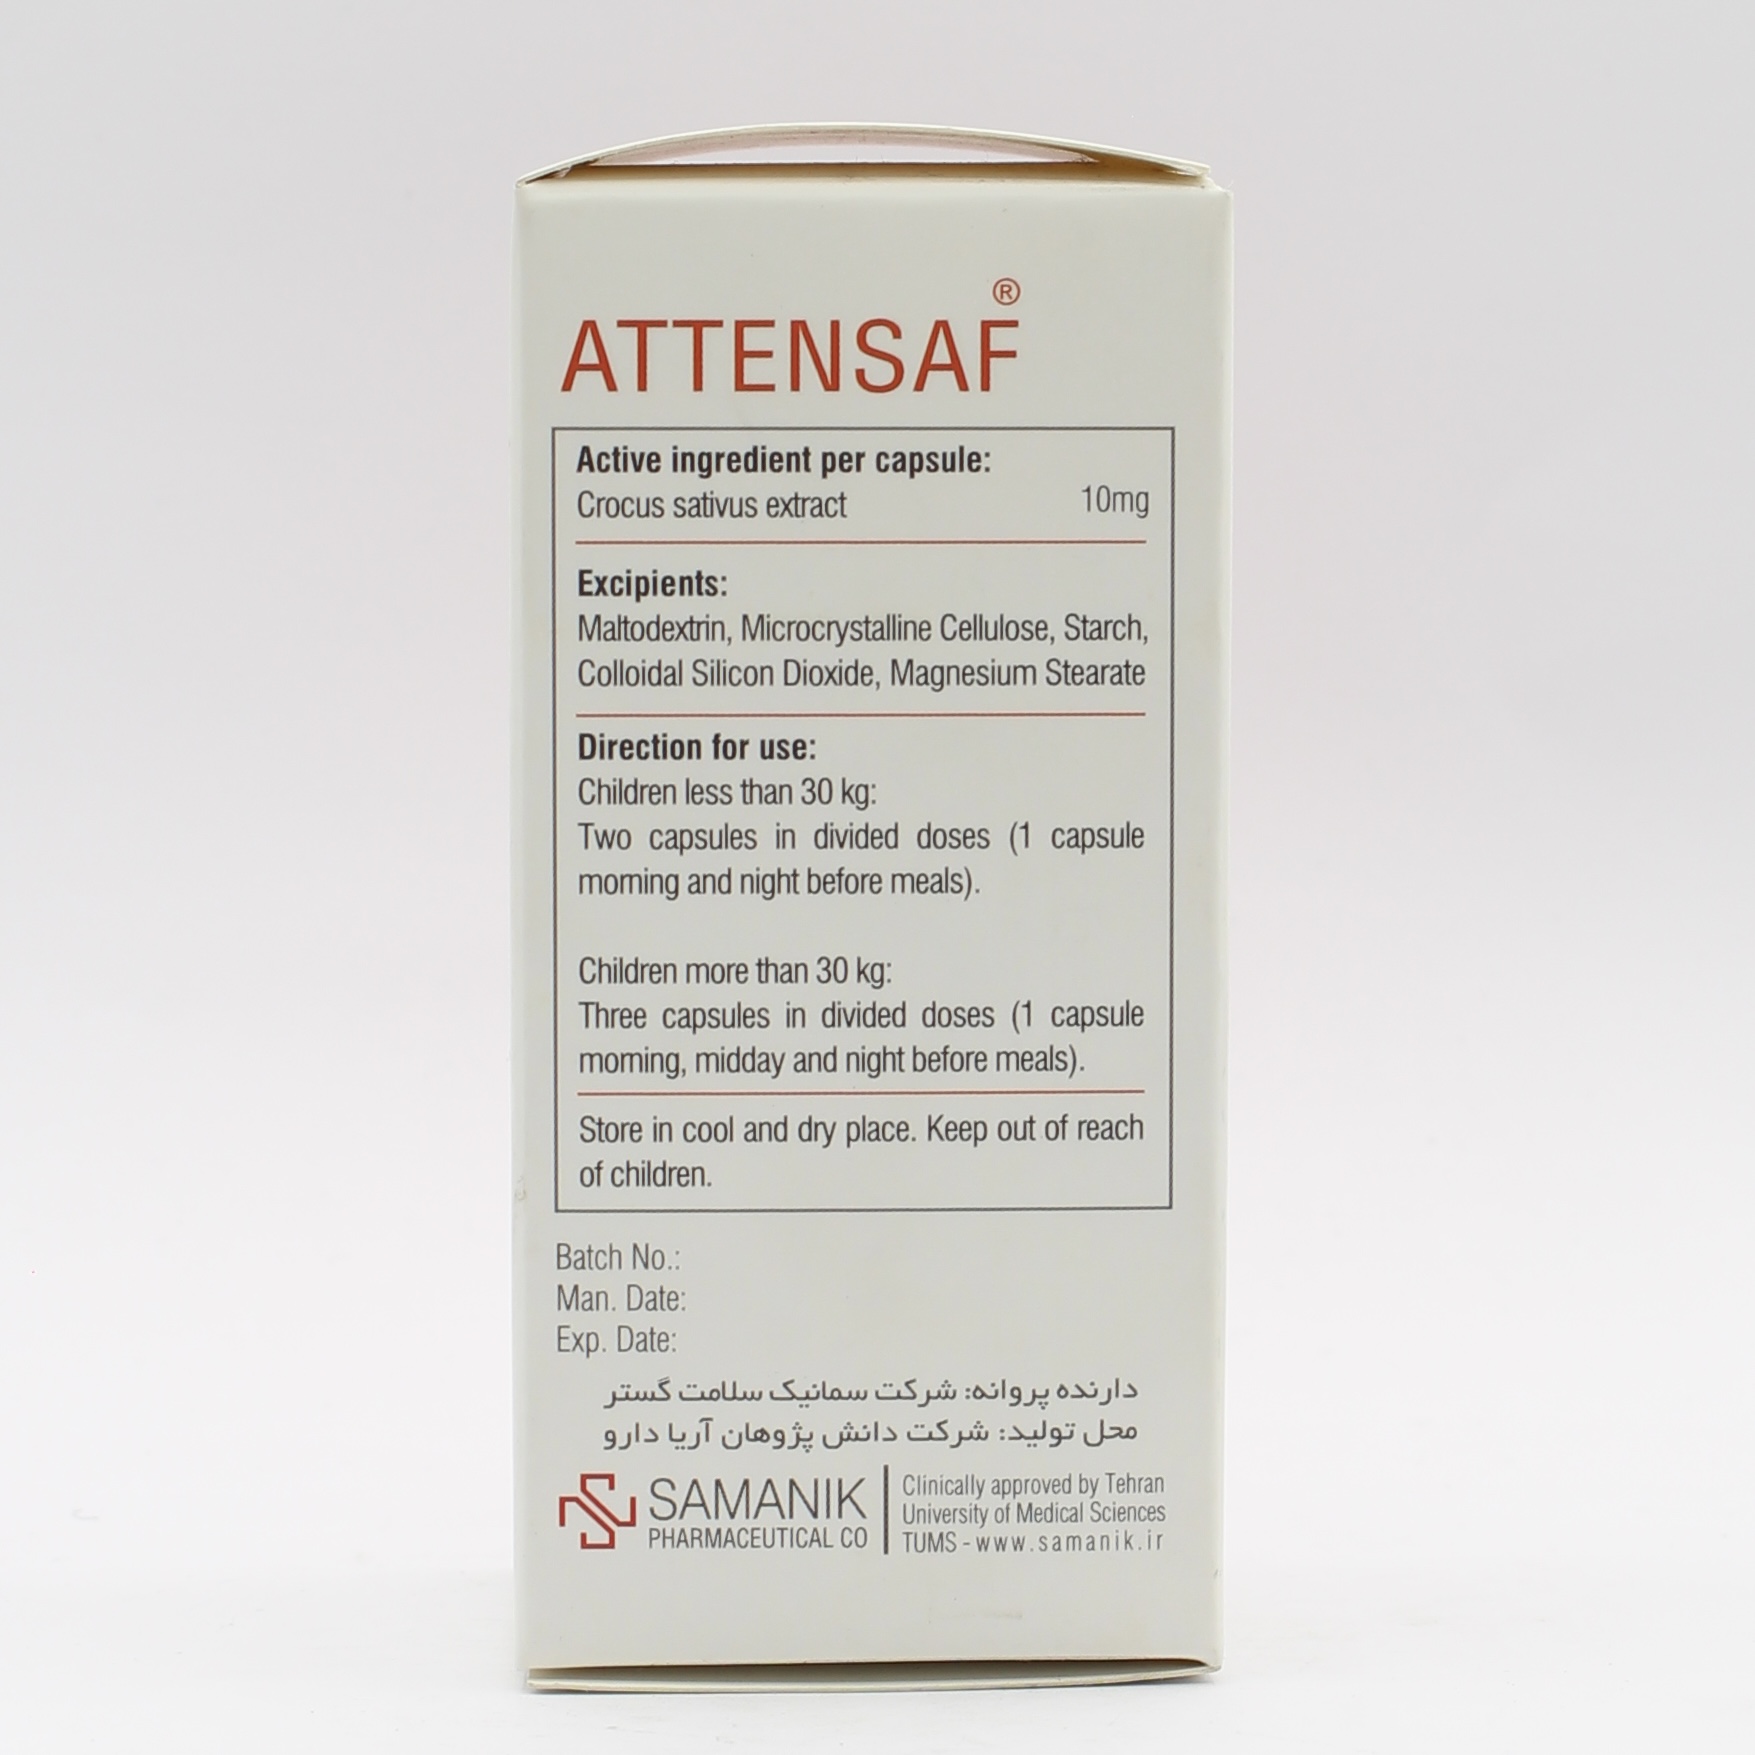 ATTENSAF®
Active ingredient per capsule:
Crocus sativus extract 10mg
Excipients:
Maltodextrin, Microcrystalline Cellulose, Starch,
Colloidal Silicon Dioxide, Magnesium Stearate
Direction for use:
Children less than 30 kg:
Two capsules in divided doses (1 capsule
morning and night before meals).
Children more than 30 kg:
Three capsules in divided doses (1 capsule
morning, midday and night before meals).
Store in cool and dry place. Keep out of reach
of children.
Batch No.:
Man. Date:
Exp. Date:
دارنده پروانه: شرکت سمانیک سلامت گستر
محل تولید: شرکت دانش پژوهان آریا دارو
SAMANIK
PHARMACEUTICAL CO
Clinically approved by Tehran
University of Medical Sciences
TUMS - www.samanik.ir